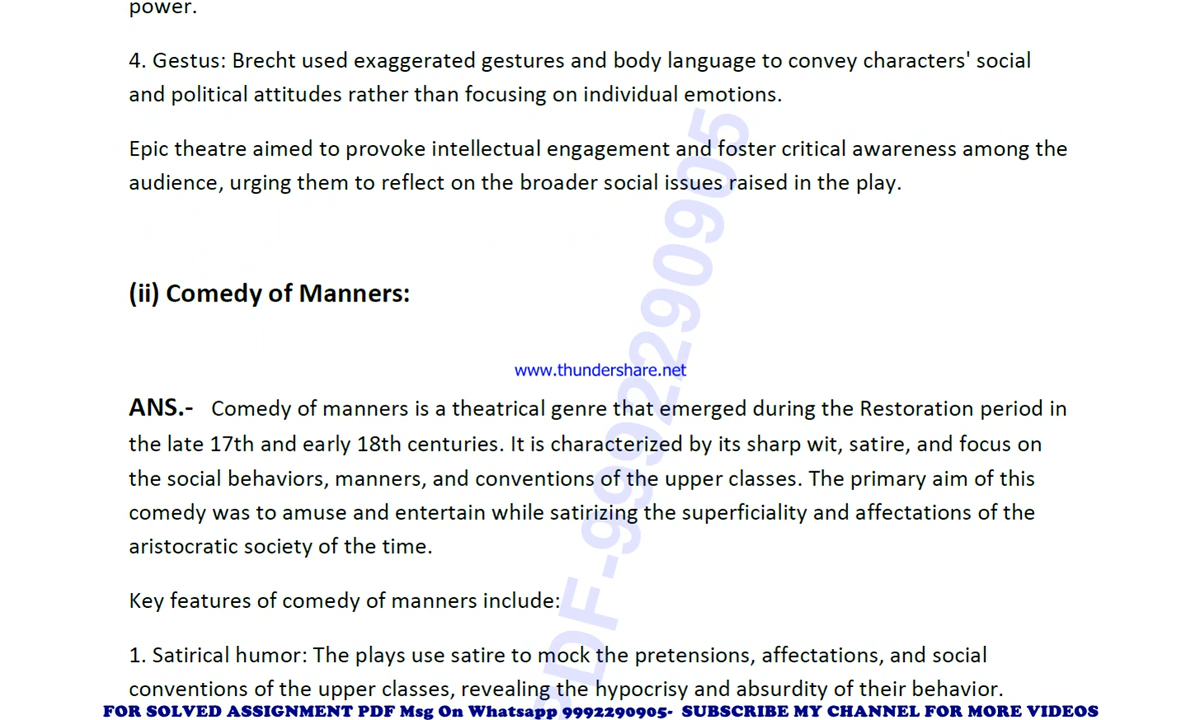 power.
4. Gestus: Brecht used exaggerated gestures and body language to convey characters' social
and political attitudes rather than focusing on individual emotions.
Epic theatre aimed to provoke intellectual engagement and foster critical awareness among the
audience, urging them to reflect on the broader social issues raised in the play.
(ii) Comedy of Manners:
www.thundershare.net
ANS.- Comedy of manners is a theatrical genre that emerged during the Restoration period in
the late 17th and early 18th centuries. It is characterized by its sharp wit, satire, and focus on
the social behaviors, manners, and conventions of the upper classes. The primary aim of this
comedy was to amuse and entertain while satirizing the superficiality and affectations of the
aristocratic society of the time.
Key features of comedy of manners include:
1. Satirical humor: The plays use satire to mock the pretensions, affectations, and social
conventions of the upper classes, revealing the hypocrisy and absurdity of their behavior.
PDF-9992290905
FOR SOLVED ASSIGNMENT PDF Msg On Whatsapp 9992290905- SUBSCRIBE MY CHANNEL FOR MORE VIDEOS